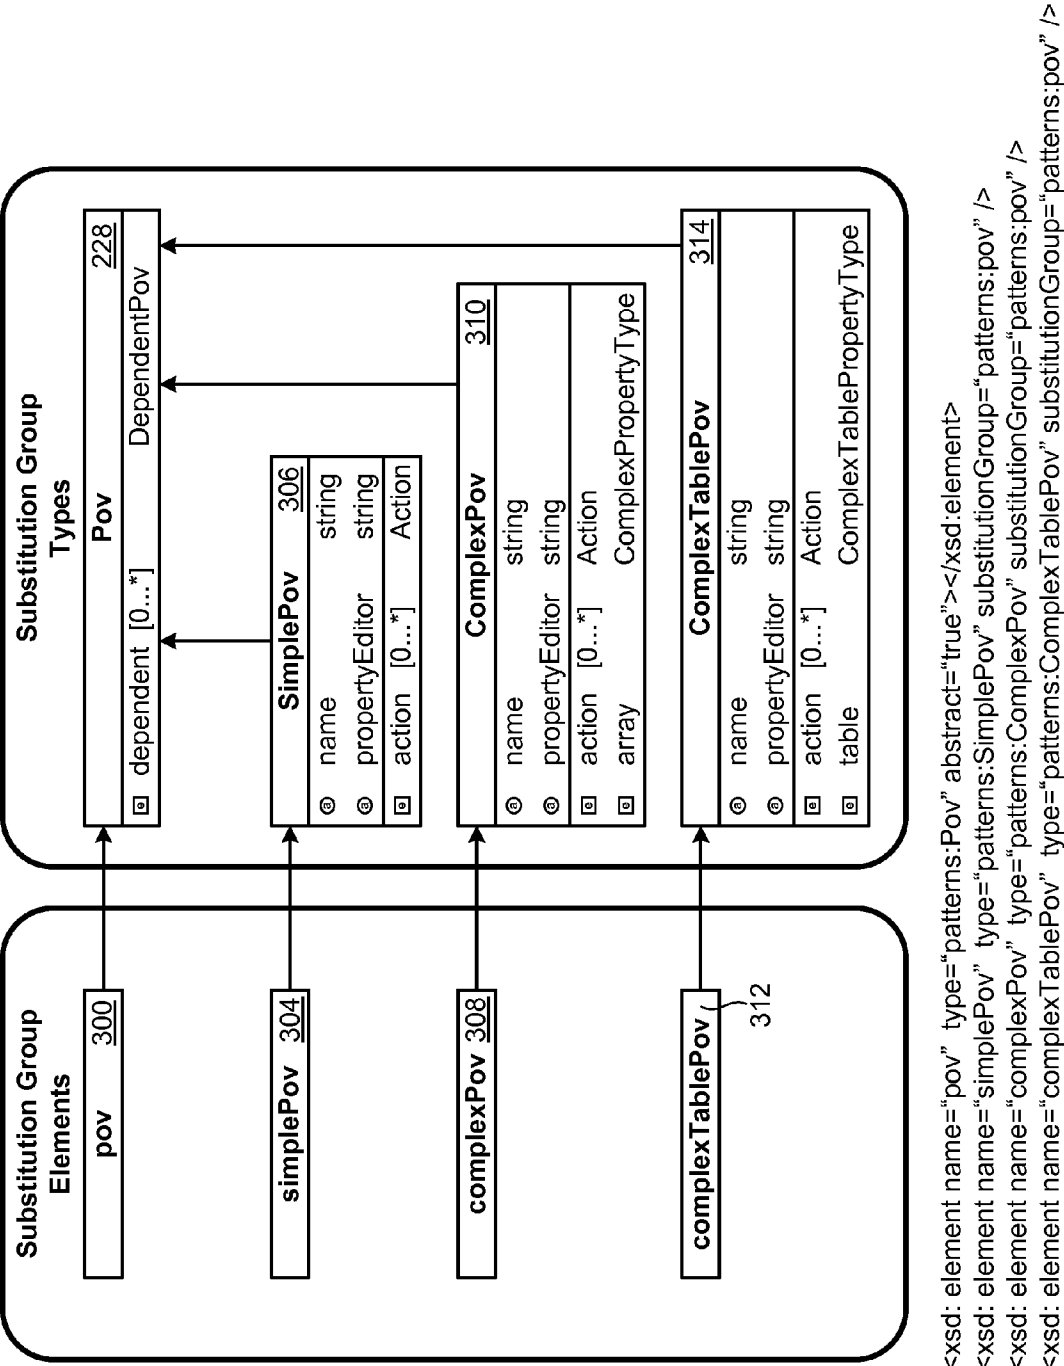 Substitution Group
Elements
pov 300
simplePov 304
complexPov 308
complexTablePov
312
Substitution Group
Types
Pov 228
e dependent [0...*] DependentPov
SimplePov 306
a name string
a propertyEditor string
e action [0...*] Action
ComplexPov 310
a name string
a propertyEditor string
e action [0...*] Action
e array ComplexPropertyType
ComplexTablePov 314
a name string
a propertyEditor string
e action [0...*] Action
e table ComplexTablePropertyType
<xsd: element name=“pov” type=“patterns:Pov” abstract=“true”></xsd:element>
<xsd: element name=“simplePov” type=“patterns:SimplePov” substitutionGroup=“patterns:pov” />
<xsd: element name=“complexPov” type=“patterns:ComplexPov” substitutionGroup=“patterns:pov” />
<xsd: element name=“complexTablePov” type=“patterns:ComplexTablePov” substitutionGroup=“patterns:pov” />